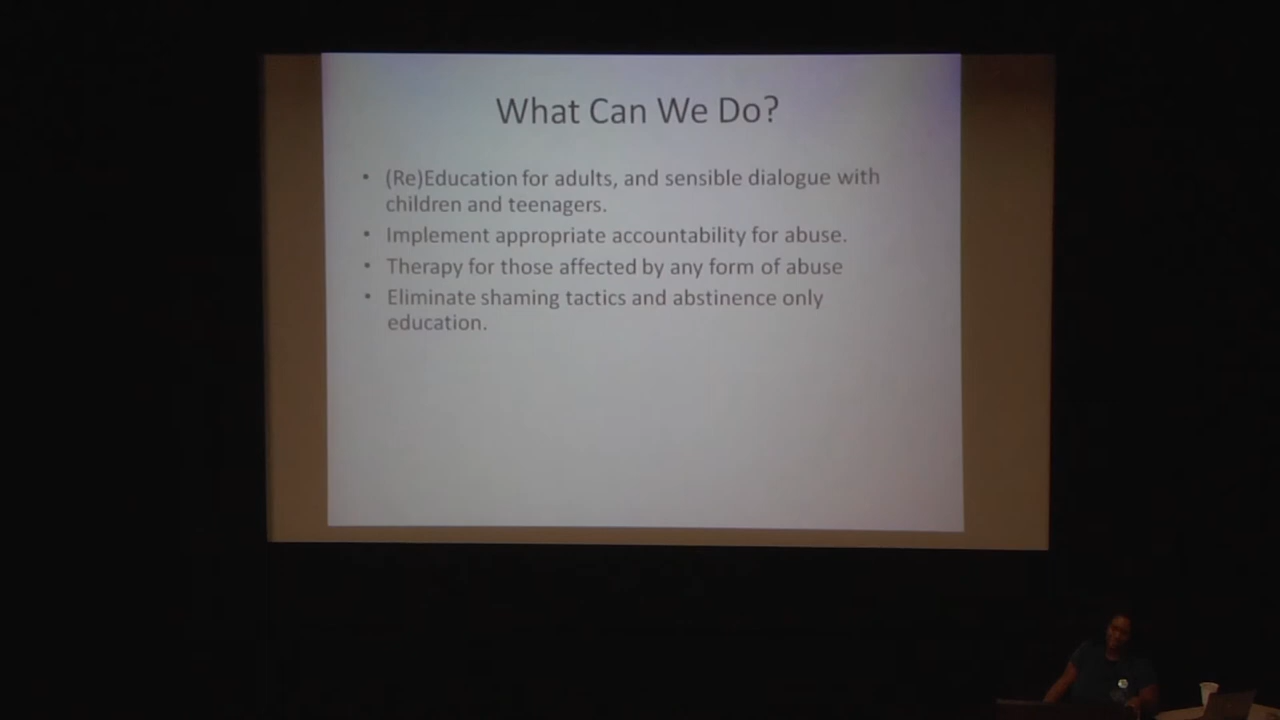 What Can We Do?
• (Re)Education for adults, and sensible dialogue with
children and teenagers.
• Implement appropriate accountability for abuse.
• Therapy for those affected by any form of abuse
• Eliminate shaming tactics and abstinence only
education.